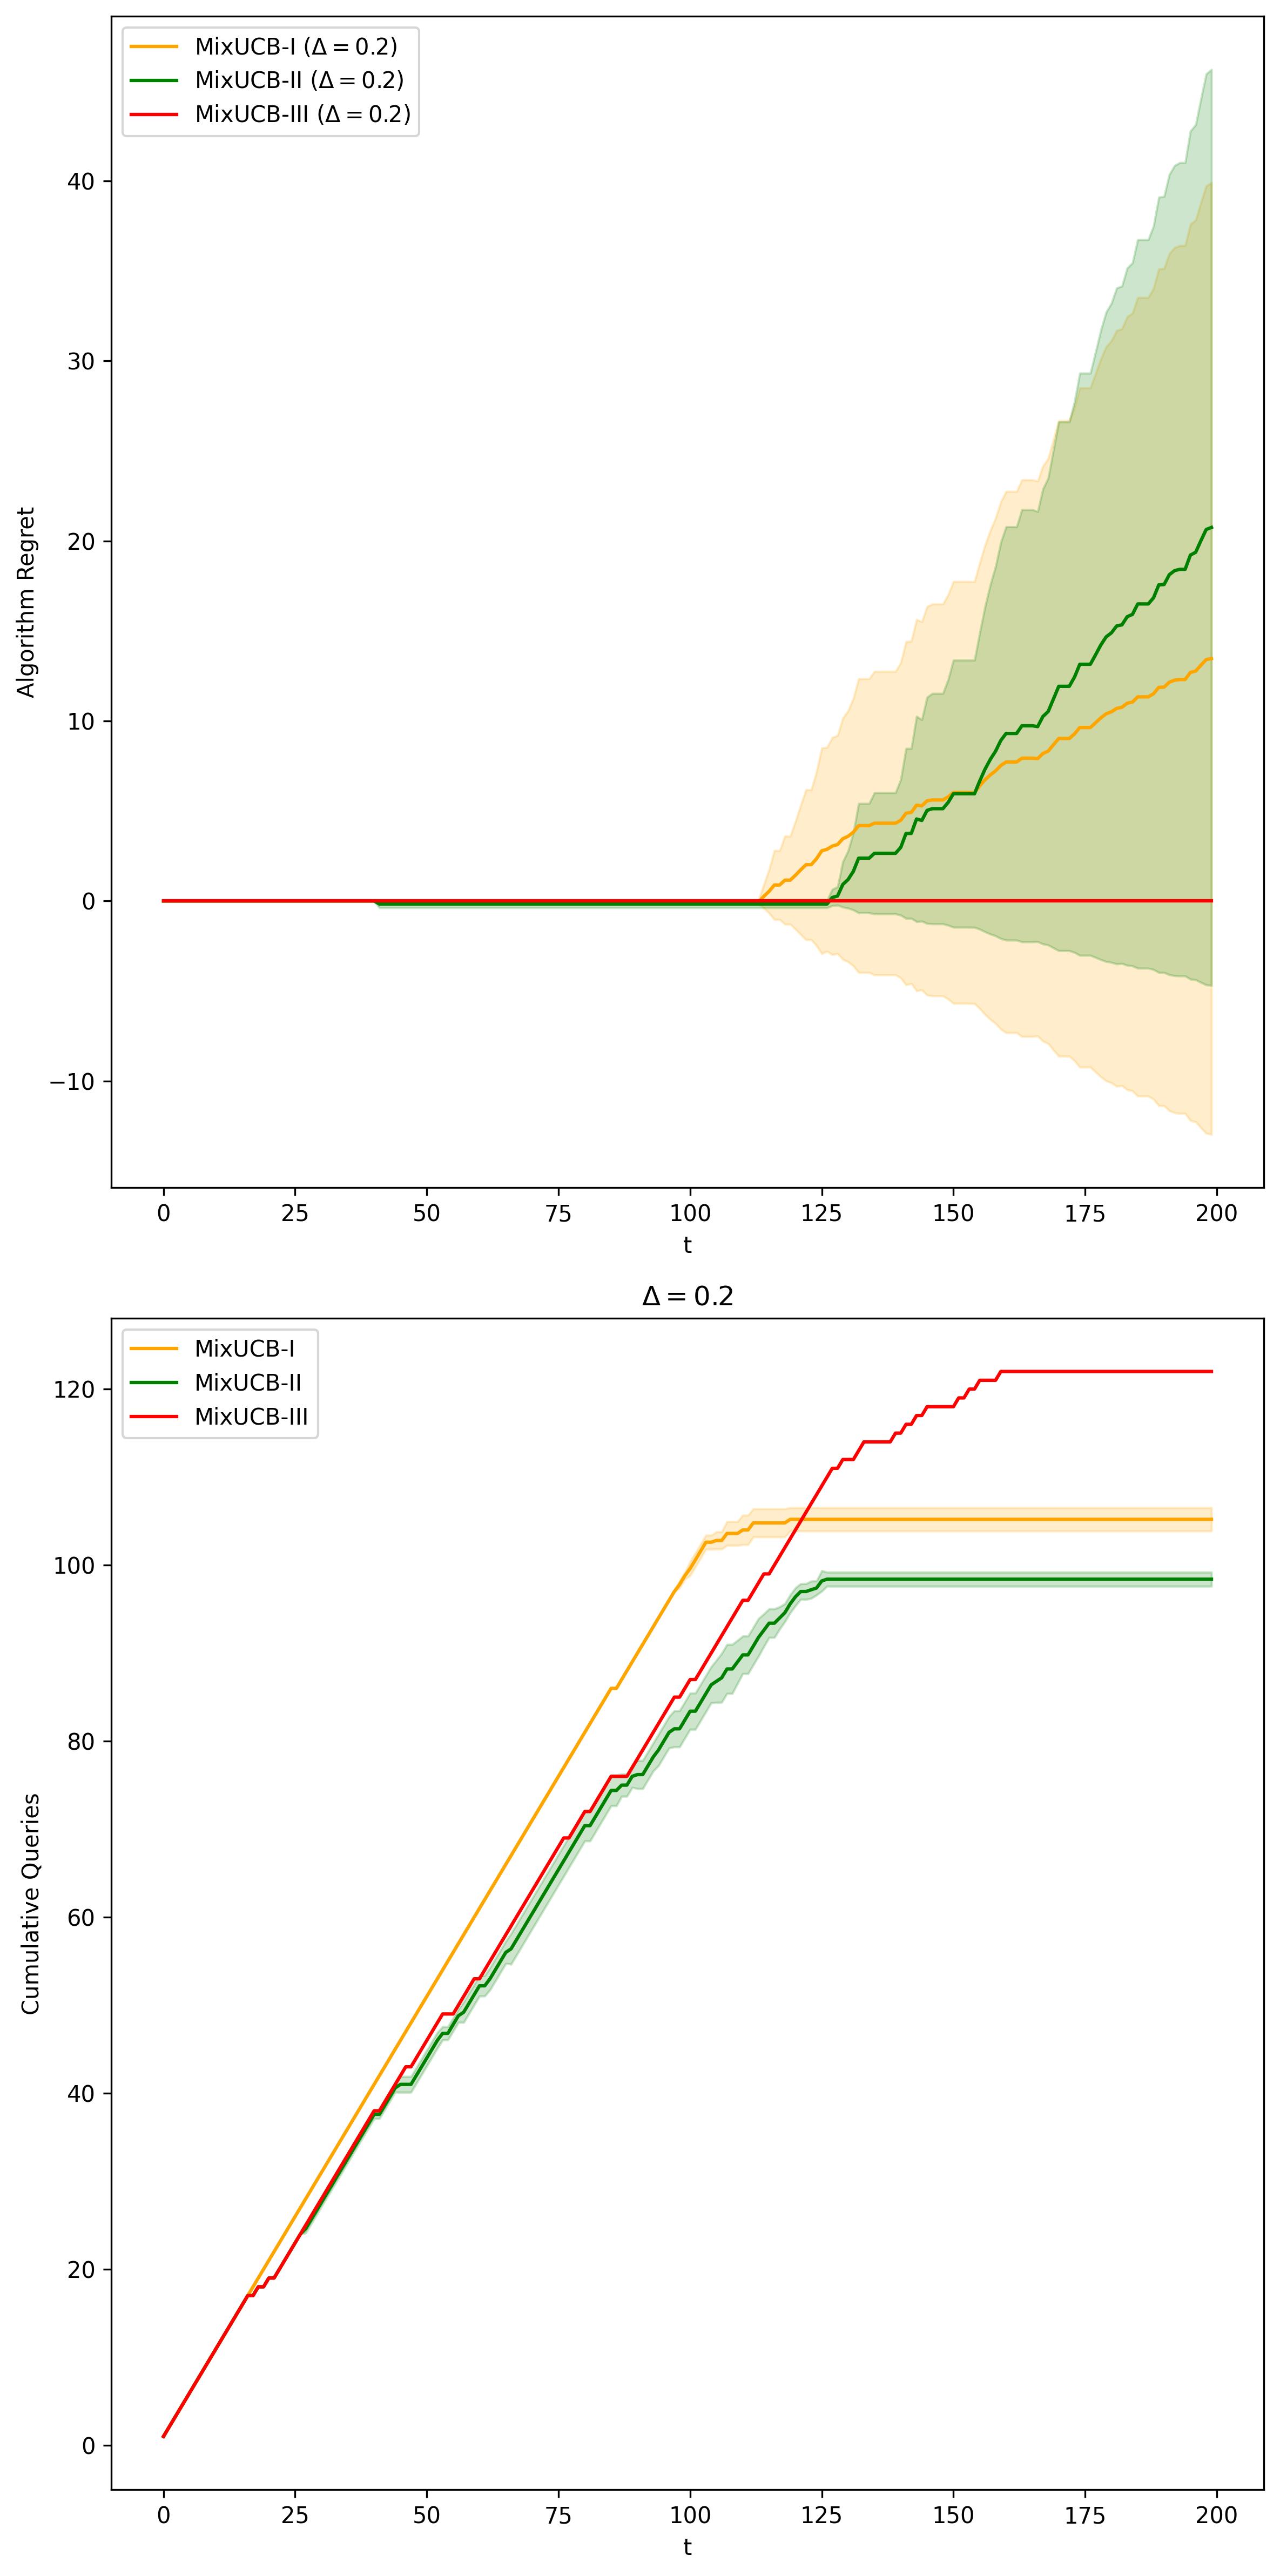 MixUCB-I (Δ = 0.2)
MixUCB-II (Δ = 0.2)
MixUCB-III (Δ = 0.2)
40
30
20
10
0
−10
Algorithm Regret
0 25 50 75 100 125 150 175 200
t
Δ = 0.2
MixUCB-I
MixUCB-II
MixUCB-III
120
100
80
60
40
20
0
Cumulative Queries
0 25 50 75 100 125 150 175 200
t